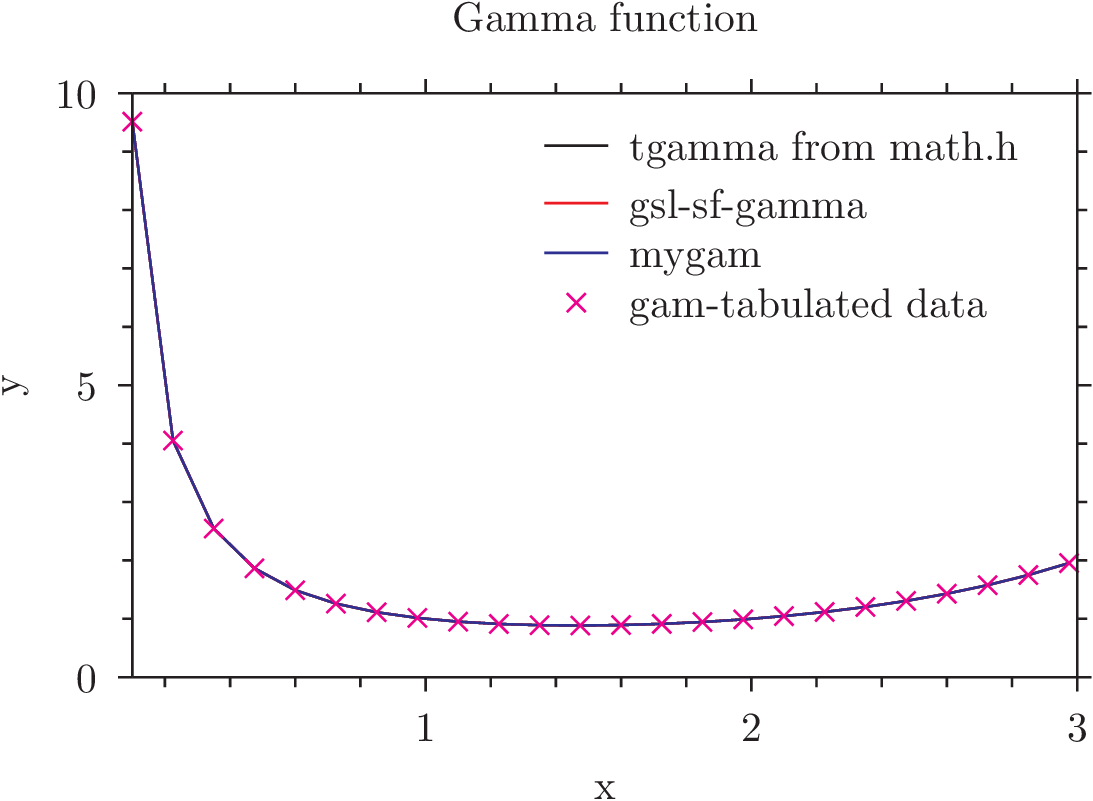 Gamma function
10
tgamma from math.h
gsl-sf-gamma
mygam
gam-tabulated data
y
5
0
1 2 3
x